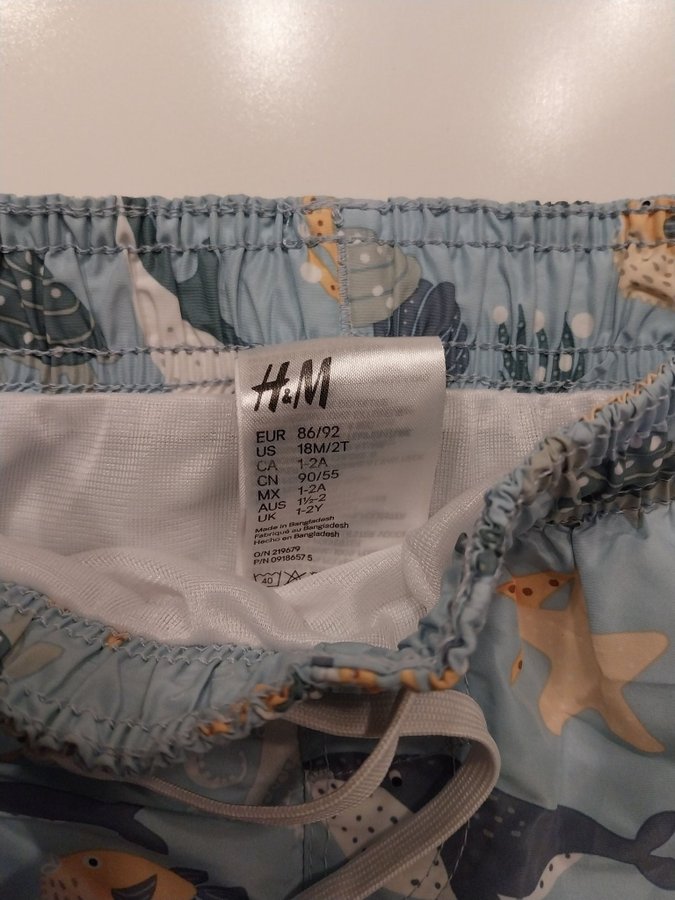 H&M
EUR 86/92
US 18M/2T
CA 1-2A
CN 90/55
MX 1-2A
AUS 1½-2
UK 1-2Y
Made in Bangladesh
Fabriqué au Bangladesh
Hecho en Bangladesh
O/N 219679
P/N 0918657 5
40